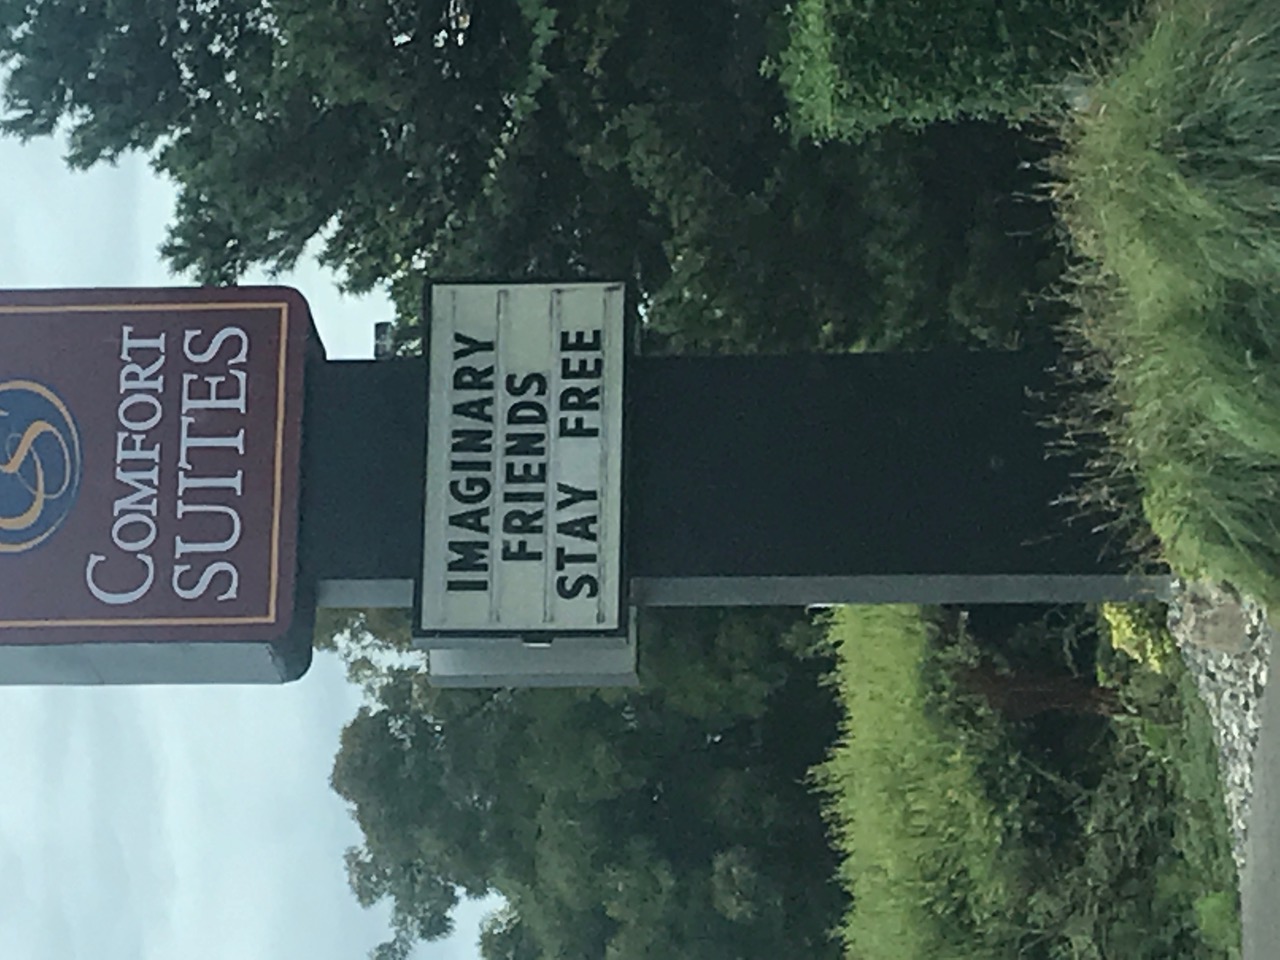 COMFORT
SUITES
IMAGINARY
FRIENDS
STAY FREE